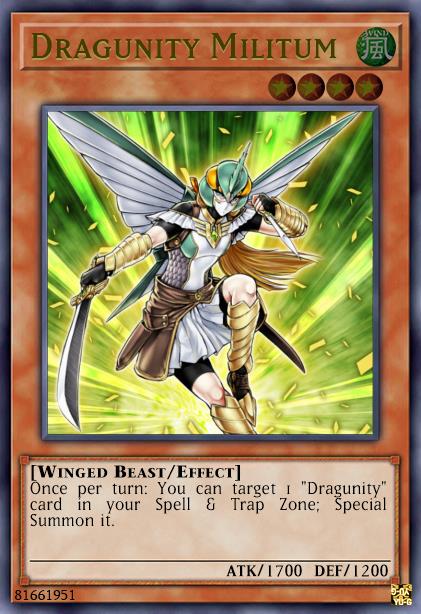 DRAGUNITY MILITUM
WIND
風
[WINGED BEAST/EFFECT]
Once per turn: You can target 1 "Dragunity"
card in your Spell & Trap Zone; Special
Summon it.
ATK/1700 DEF/1200
81661951